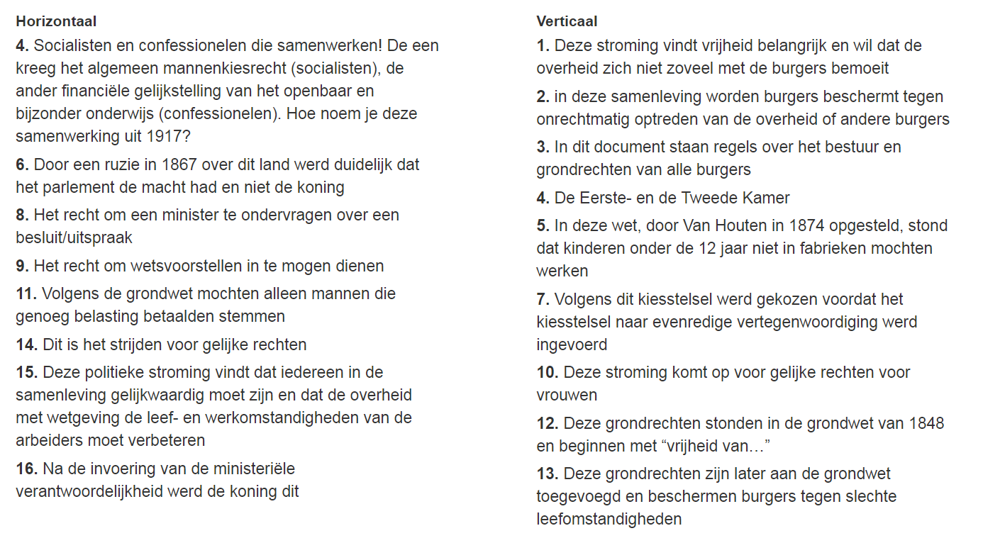 Horizontaal
4. Socialisten en confessionelen die samenwerken! De een
kreeg het algemeen mannenkiesrecht (socialisten), de
ander financiële gelijkstelling van het openbaar en
bijzonder onderwijs (confessionelen). Hoe noem je deze
samenwerking uit 1917?
6. Door een ruzie in 1867 over dit land werd duidelijk dat
het parlement de macht had en niet de koning
8. Het recht om een minister te ondervragen over een
besluit/uitspraak
9. Het recht om wetsvoorstellen in te mogen dienen
11. Volgens de grondwet mochten alleen mannen die
genoeg belasting betaalden stemmen
14. Dit is het strijden voor gelijke rechten
15. Deze politieke stroming vindt dat iedereen in de
samenleving gelijkwaardig moet zijn en dat de overheid
met wetgeving de leef- en werkomstandigheden van de
arbeiders moet verbeteren
16. Na de invoering van de ministeriële
verantwoordelijkheid werd de koning dit
Verticaal
1. Deze stroming vindt vrijheid belangrijk en wil dat de
overheid zich niet zoveel met de burgers bemoeit
2. in deze samenleving worden burgers beschermt tegen
onrechtmatig optreden van de overheid of andere burgers
3. In dit document staan regels over het bestuur en
grondrechten van alle burgers
4. De Eerste- en de Tweede Kamer
5. In deze wet, door Van Houten in 1874 opgesteld, stond
dat kinderen onder de 12 jaar niet in fabrieken mochten
werken
7. Volgens dit kiesstelsel werd gekozen voordat het
kiesstelsel naar evenredige vertegenwoordiging werd
ingevoerd
10. Deze stroming komt op voor gelijke rechten voor
vrouwen
12. Deze grondrechten stonden in de grondwet van 1848
en beginnen met “vrijheid van…”
13. Deze grondrechten zijn later aan de grondwet
toegevoegd en beschermen burgers tegen slechte
leefomstandigheden